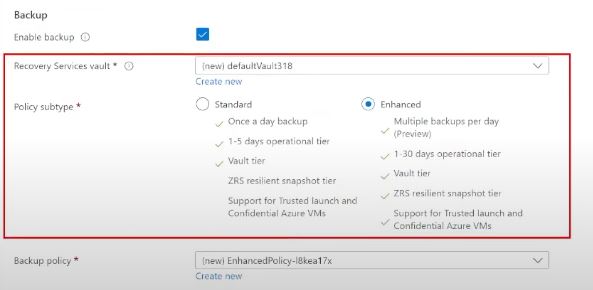 Backup
Enable backup
Recovery Services vault *
(new) defaultVault318
Create new
Policy subtype *
Standard
Once a day backup
1-5 days operational tier
Vault tier
ZRS resilient snapshot tier
Support for Trusted launch and
Confidential Azure VMs
Enhanced
Multiple backups per day
(Preview)
1-30 days operational tier
Vault tier
ZRS resilient snapshot tier
Support for Trusted launch and
Confidential Azure VMs
Backup policy *
(new) EnhancedPolicy-l8kea17x
Create new